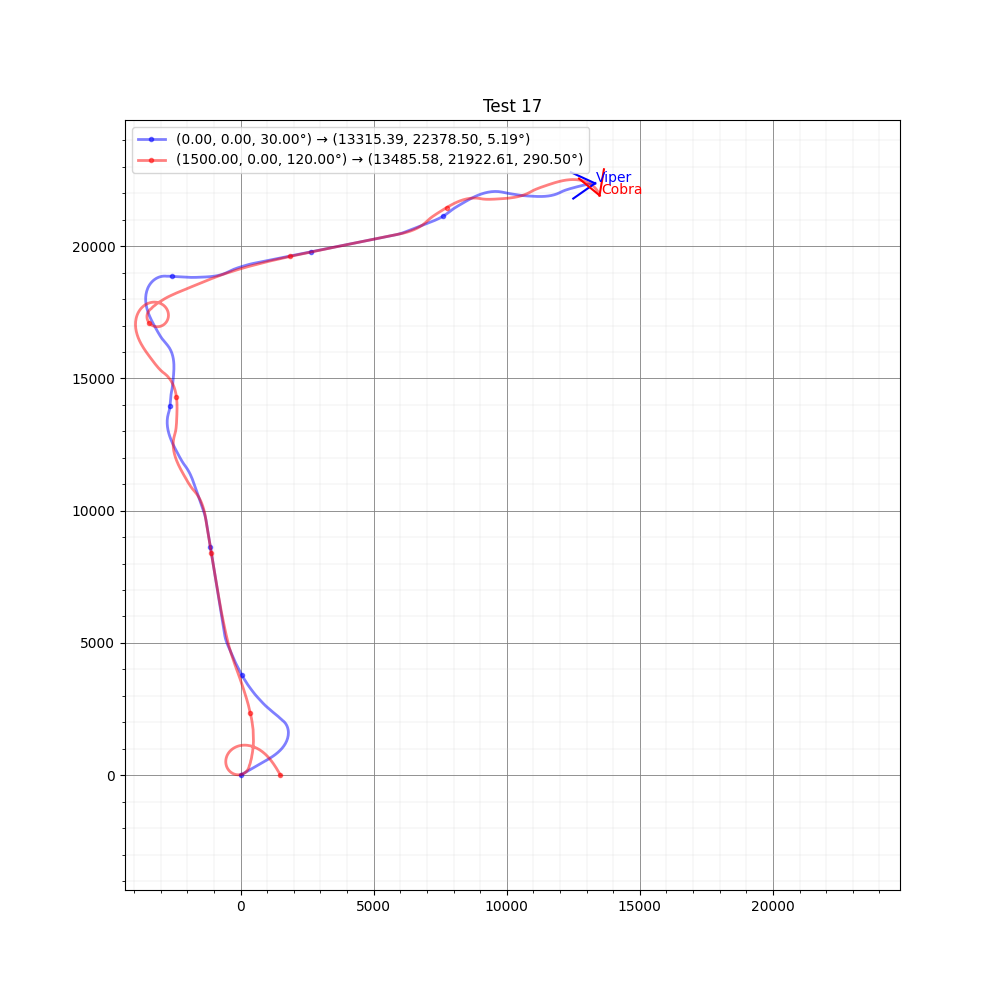 Test 17
(0.00, 0.00, 30.00°) → (13315.39, 22378.50, 5.19°)
(1500.00, 0.00, 120.00°) → (13485.58, 21922.61, 290.50°)
Viper
Cobra
20000
15000
10000
5000
0
0 5000 10000 15000 20000